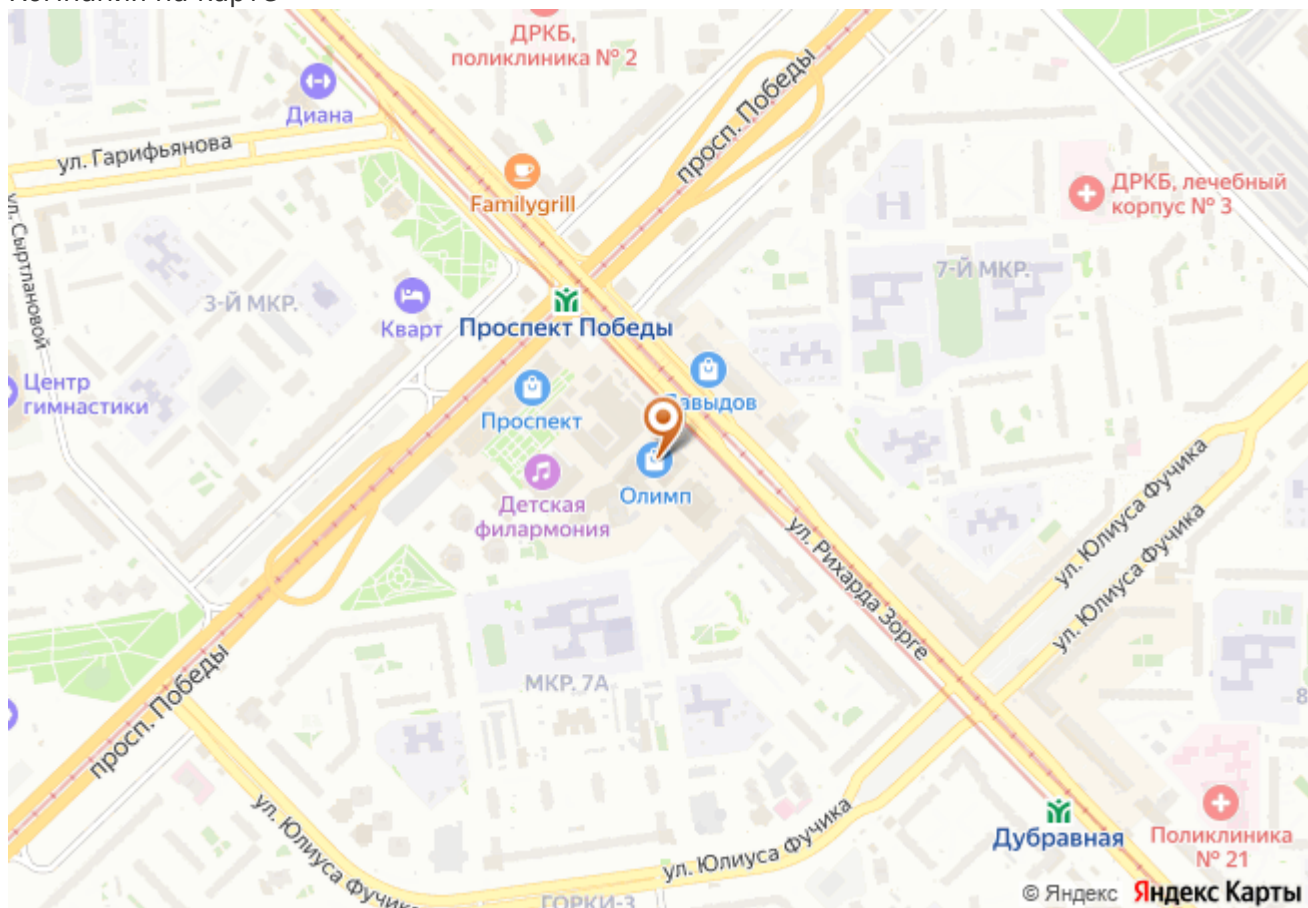 Компания на карте
ДРКБ,
поликлиника № 2
Диана
просп. Победы
ул. Гарифьянова
Familygrill
ДРКБ, лечебный
корпус № 3
ул. Сыртлановой
3-Й МКР.
7-Й МКР.
Кварт
Проспект Победы
Центр
гимнастики
Проспект
Олимп
Детская
филармония
ул. Юлиуса Фучика
ул. Юлиуса Фучика
ул. Рихарда Зорге
просп. Победы
МКР. 7А
ул. Юлиуса Фучика
ул. Юлиуса Фучика
Дубравная
Поликлиника
№ 21
ГОРКИ-3
© Яндекс Яндекс Карты